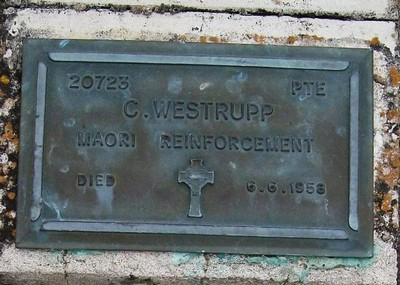 20723 PTE
C. WESTRUPP
MAORI REINFORCEMENT
DIED 6.6.1958